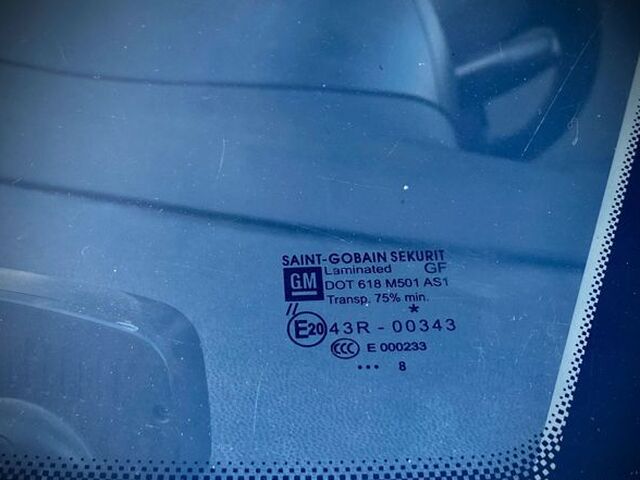 SAINT-GOBAIN SEKURIT
GM Laminated GF
DOT 618 M501 AS1
Transp. 75% min.
// *
E20 43R - 00343
CCC E 000233
••• 8